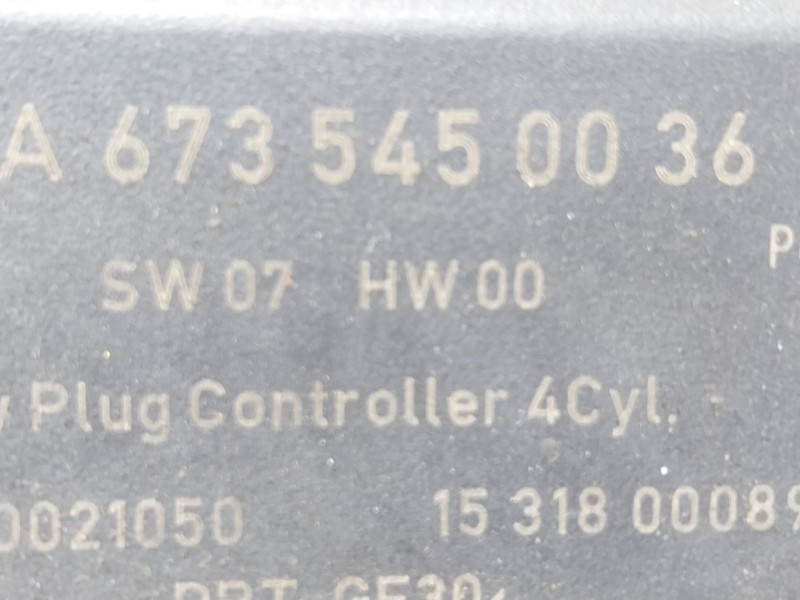 A 673 545 00 36
SW 07 HW 00
Plug Controller 4Cyl.
0021050 15 318 00089